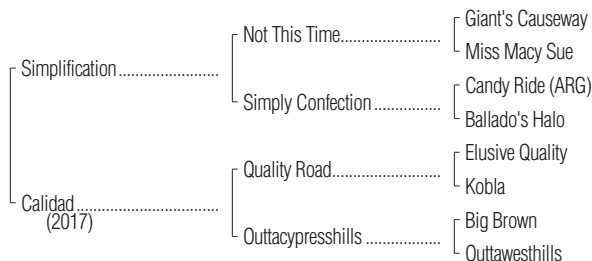 Giant's Causeway
Not This Time
Miss Macy Sue
Simplification
Candy Ride (ARG)
Simply Confection
Ballado's Halo
Elusive Quality
Quality Road
Kobla
Calidad
(2017)
Big Brown
Outtacypresshills
Outtawesthills